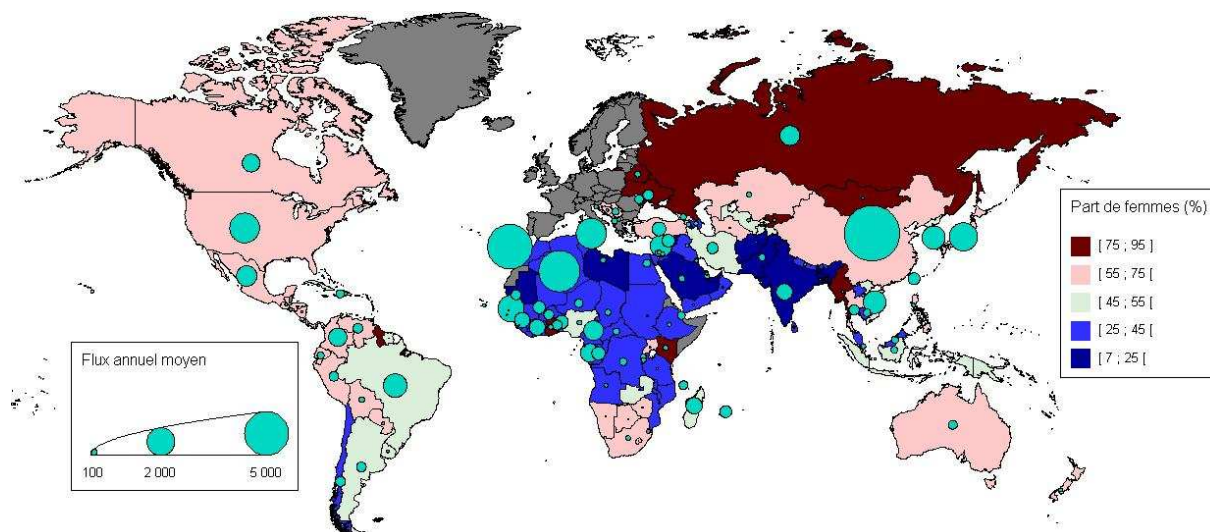 Part de femmes (%)
[ 75 ; 95 ]
[ 55 ; 75 [
[ 45 ; 55 [
[ 25 ; 45 [
[ 7 ; 25 [
Flux annuel moyen
100 2 000 5 000